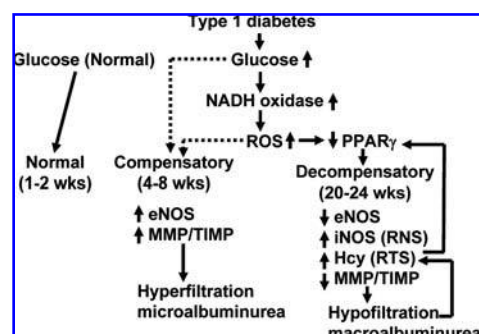 Type 1 diabetes
Glucose (Normal)
Glucose ↑
NADH oxidase ↑
ROS ↑
↓ PPARγ
Normal
(1-2 wks)
Compensatory
(4-8 wks)
↑ eNOS
↑ MMP/TIMP
Hyperfiltration
microalbuminurea
Decompensatory
(20-24 wks)
↓ eNOS
↑ iNOS (RNS)
↑ Hcy (RTS)
↓ MMP/TIMP
Hypofiltration
macroalbuminurea